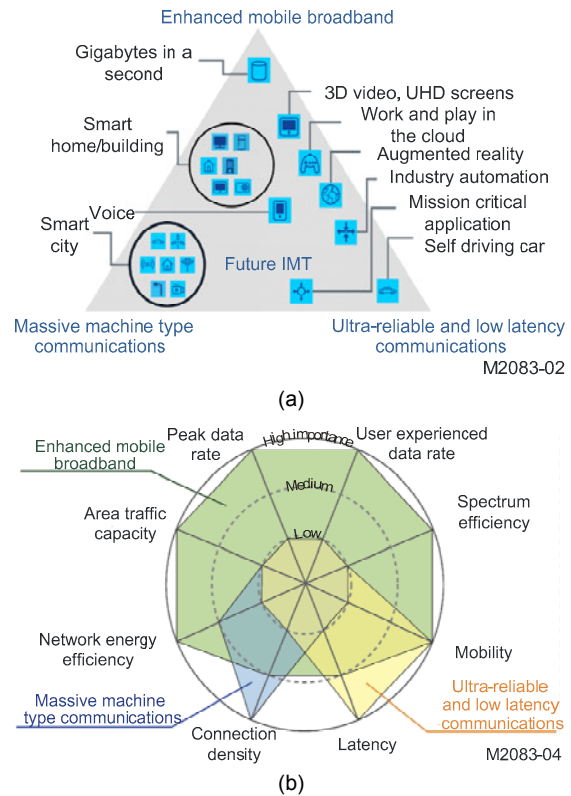 Enhanced mobile broadband
Gigabytes in a
second
3D video, UHD screens
Work and play in
the cloud
Smart
home/building
Augmented reality
Industry automation
Mission critical
application
Voice
Smart
city
Self driving car
Future IMT
Massive machine type
communications
Ultra-reliable and low latency
communications
M2083-02
(a)
Peak data
rate
High importance
User experienced
data rate
Enhanced mobile
broadband
Medium
Area traffic
capacity
Spectrum
efficiency
Low
Network energy
efficiency
Mobility
Massive machine
type communications
Ultra-reliable
and low latency
communications
Connection
density
Latency
M2083-04
(b)